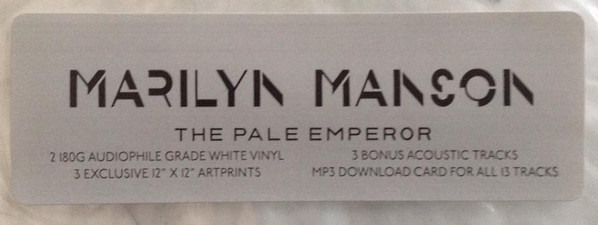 MARILYN MANSON
THE PALE EMPEROR
2 180G AUDIOPHILE GRADE WHITE VINYL
3 EXCLUSIVE 12" X 12" ARTPRINTS
3 BONUS ACOUSTIC TRACKS
MP3 DOWNLOAD CARD FOR ALL 13 TRACKS